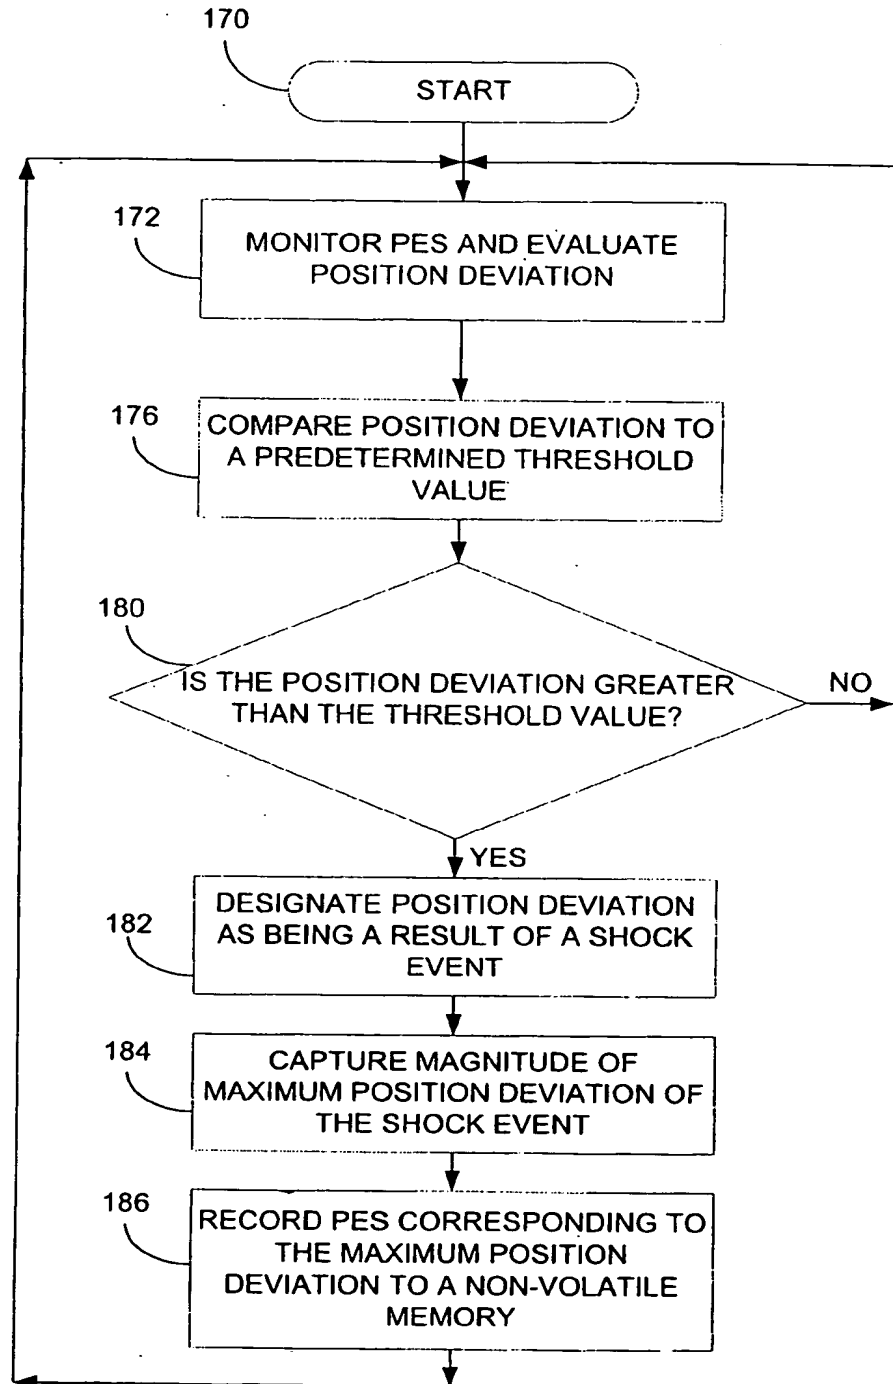 170
START
172
MONITOR PES AND EVALUATE
POSITION DEVIATION
176
COMPARE POSITION DEVIATION TO
A PREDETERMINED THRESHOLD
VALUE
180
IS THE POSITION DEVIATION GREATER
THAN THE THRESHOLD VALUE?
NO
YES
182
DESIGNATE POSITION DEVIATION
AS BEING A RESULT OF A SHOCK
EVENT
184
CAPTURE MAGNITUDE OF
MAXIMUM POSITION DEVIATION OF
THE SHOCK EVENT
186
RECORD PES CORRESPONDING TO
THE MAXIMUM POSITION
DEVIATION TO A NON-VOLATILE
MEMORY